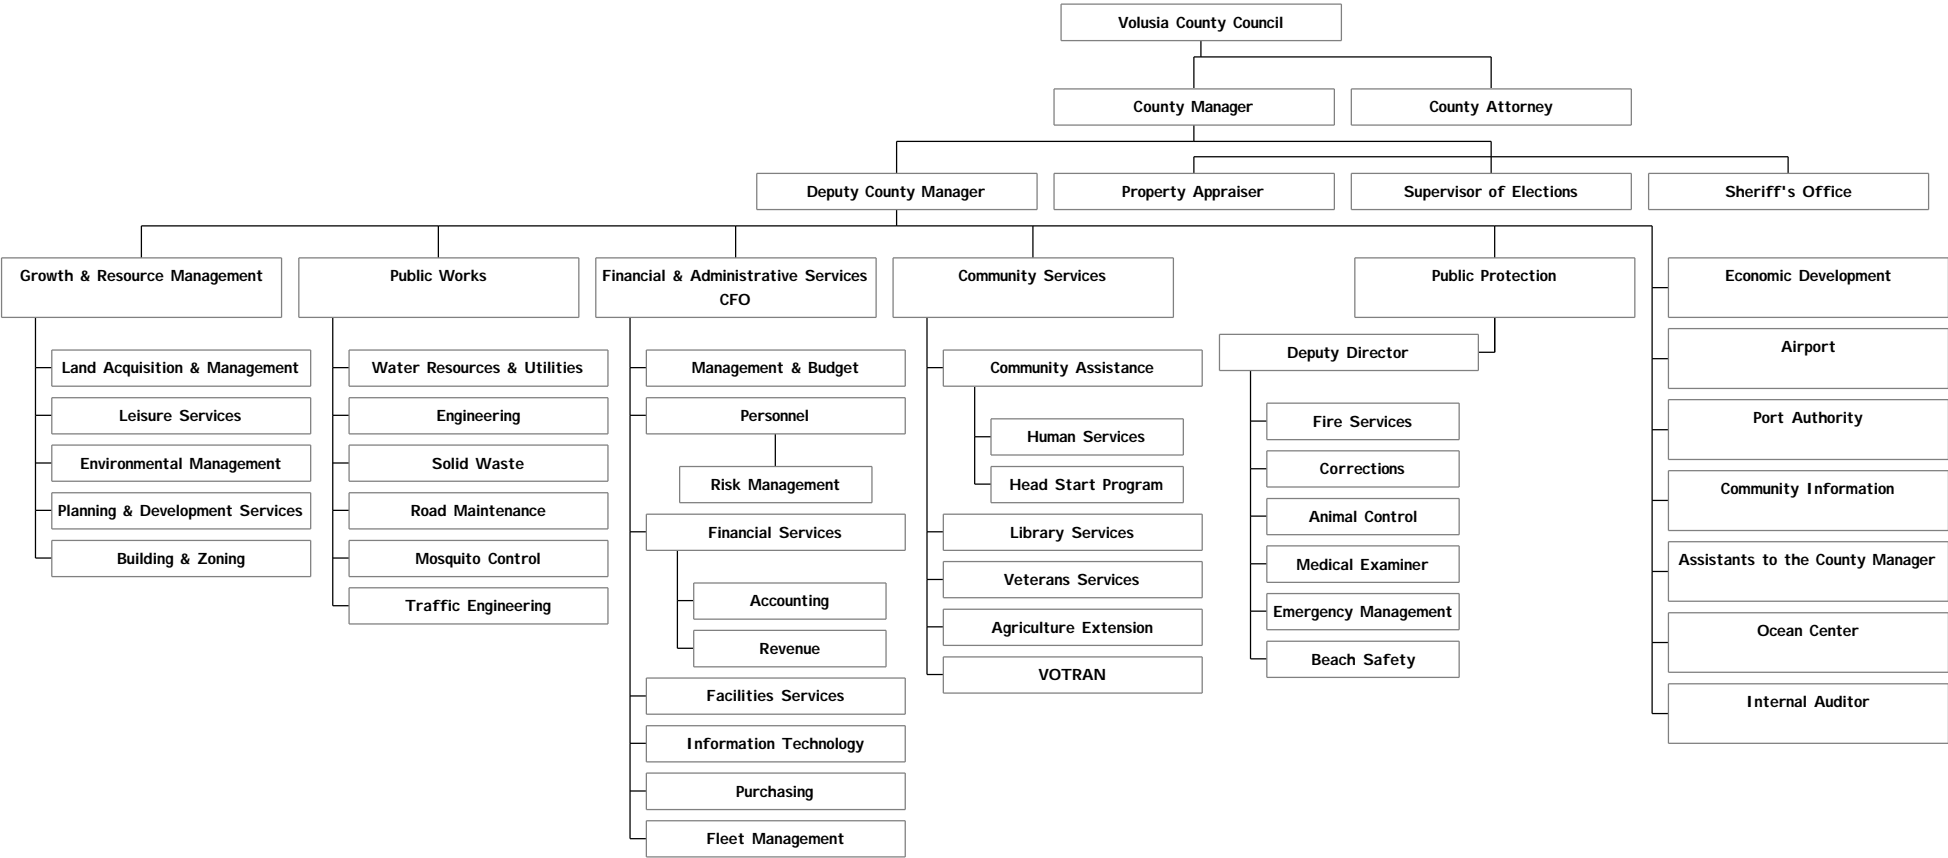 Volusia County Council
County Manager
County Attorney
Deputy County Manager
Property Appraiser
Supervisor of Elections
Sheriff's Office
Growth & Resource Management
Land Acquisition & Management
Leisure Services
Environmental Management
Planning & Development Services
Building & Zoning
Public Works
Water Resources & Utilities
Engineering
Solid Waste
Road Maintenance
Mosquito Control
Traffic Engineering
Financial & Administrative Services
CFO
Management & Budget
Personnel
Risk Management
Financial Services
Accounting
Revenue
Facilities Services
Information Technology
Purchasing
Fleet Management
Community Services
Community Assistance
Human Services
Head Start Program
Library Services
Veterans Services
Agriculture Extension
VOTRAN
Public Protection
Deputy Director
Fire Services
Corrections
Animal Control
Medical Examiner
Emergency Management
Beach Safety
Economic Development
Airport
Port Authority
Community Information
Assistants to the County Manager
Ocean Center
Internal Auditor